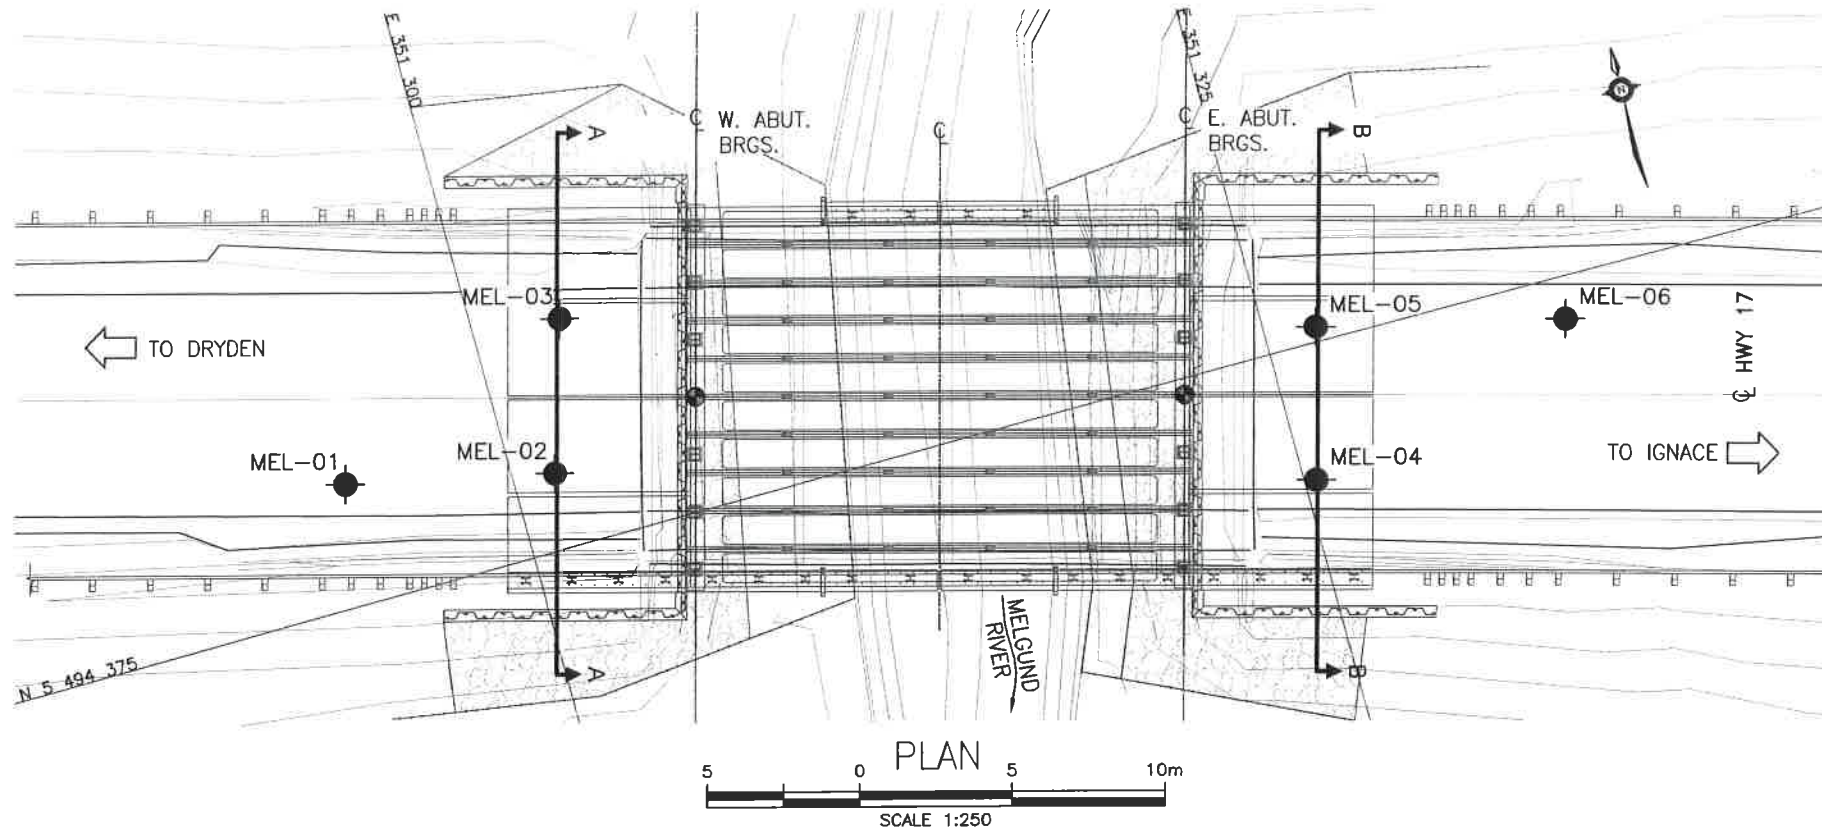 E 351 300
E 351 325
A
℄ W. ABUT.
BRGS.
℄
℄ E. ABUT.
BRGS.
B
N
MEL-03
MEL-05
MEL-06
TO DRYDEN
℄ HWY 17
MEL-01
MEL-02
MEL-04
TO IGNACE
MELGUND
RIVER
N 5 494 375
A
B
PLAN
5 0 5 10m
SCALE 1:250